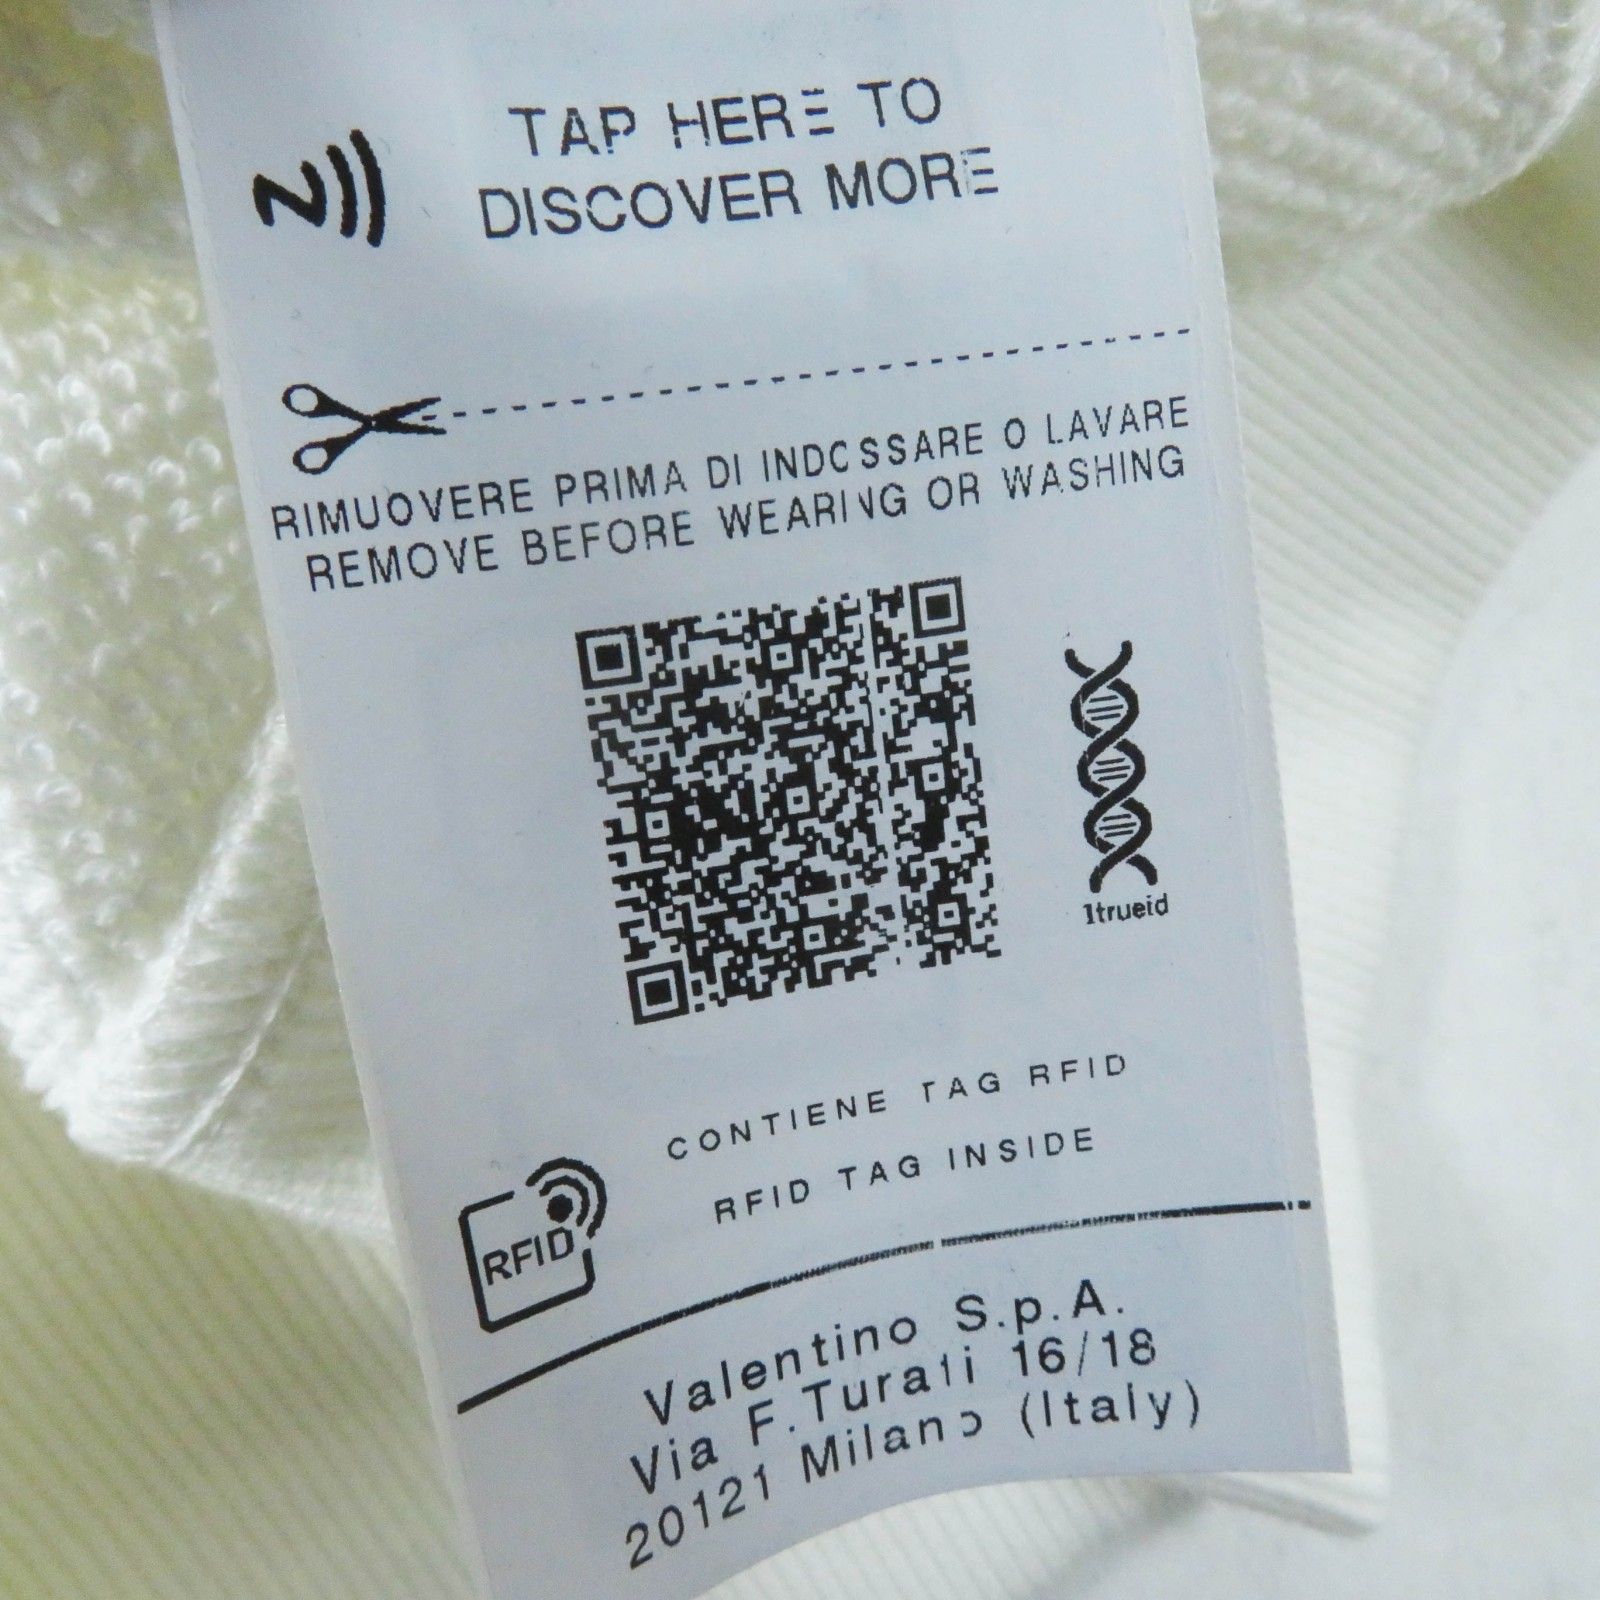 TAP HERE TO
DISCOVER MORE
RIMUOVERE PRIMA DI INDOSSARE O LAVARE
REMOVE BEFORE WEARING OR WASHING
1trueid
CONTIENE TAG RFID
RFID TAG INSIDE
RFID
Valentino S.p.A.
Via F.Turati 16/18
20121 Milano (Italy)